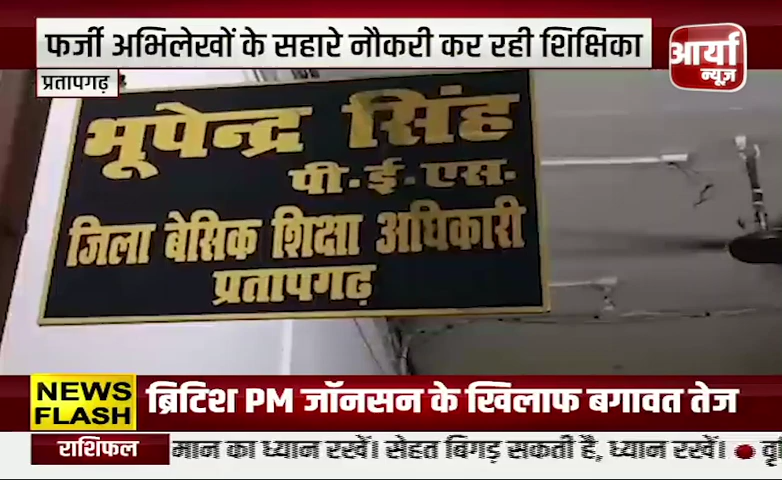 फर्जी अभिलेखों के सहारे नौकरी कर रही शिक्षिका
आर्या
न्यूज़
प्रतापगढ़
भूपेन्द्र सिंह
पी॰ई॰एस॰
जिला बेसिक शिक्षा अधिकारी
प्रतापगढ़
NEWS
FLASH
ब्रिटिश PM जॉनसन के खिलाफ बगावत तेज
राशिफल
मान का ध्यान रखें। सेहत बिगड़ सकती है, ध्यान रखें।